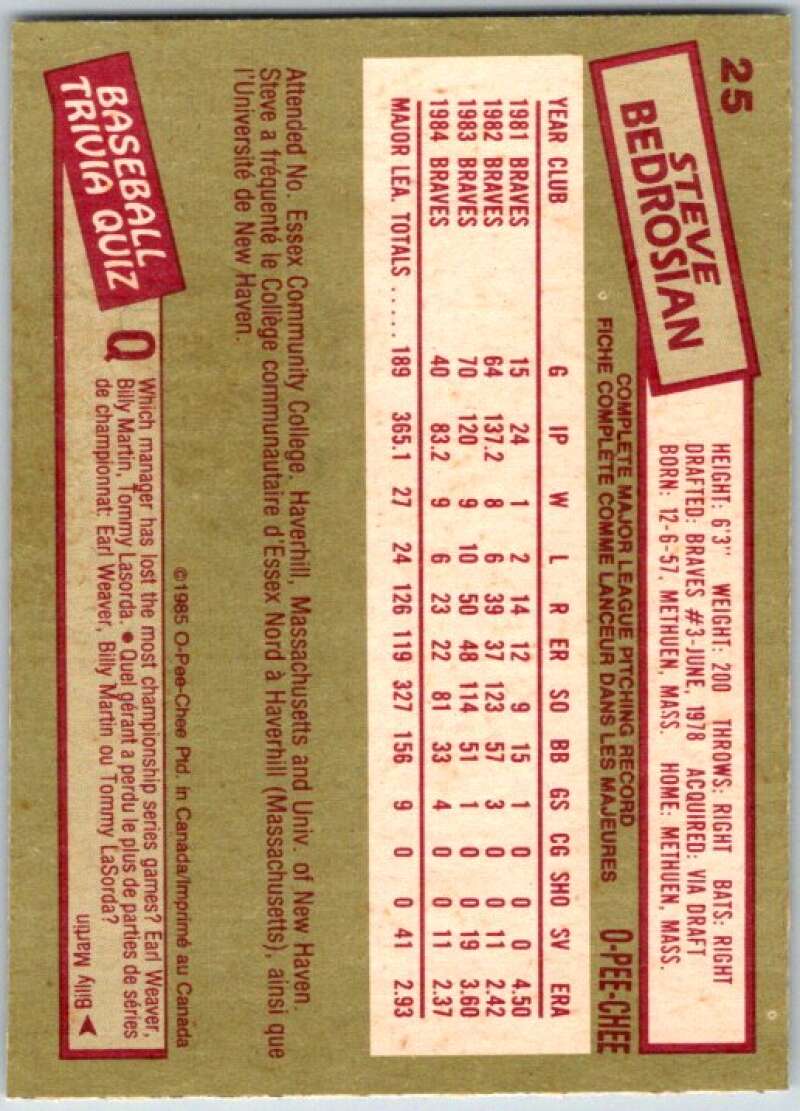 25
STEVE
BEDROSIAN
HEIGHT: 6'3" WEIGHT: 200 THROWS: RIGHT BATS: RIGHT
DRAFTED: BRAVES #3-JUNE, 1978 ACQUIRED: VIA DRAFT
BORN: 12-6-57, METHUEN, MASS. HOME: METHUEN, MASS.
COMPLETE MAJOR LEAGUE PITCHING RECORD
FICHE COMPLÈTE COMME LANCEUR DANS LES MAJEURES
O-PEE-CHEE
YEAR CLUB G IP W L R ER SO BB GS CG SHO SV ERA
1981 BRAVES 15 24 1 2 14 12 9 15 1 0 0 0 4.50
1982 BRAVES 64 137.2 8 6 39 37 123 57 3 0 0 11 2.42
1983 BRAVES 70 120 9 10 50 48 114 51 1 0 0 19 3.60
1984 BRAVES 40 83.2 9 6 23 22 81 33 4 0 0 11 2.37
MAJOR LEA. TOTALS ..... 189 365.1 27 24 126 119 327 156 9 0 0 41 2.93
Attended No. Essex Community College. Haverhill, Massachusetts and Univ. of New Haven.
Steve a fréquenté le Collège communautaire d'Essex Nord à Haverhill (Massachusetts), ainsi que
l'Université de New Haven.
©1985 O-Pee-Chee Ptd. in Canada/Imprimé au Canada
BASEBALL
TRIVIA QUIZ
Q
Which manager has lost the most championship series games? Earl Weaver,
Billy Martin, Tommy Lasorda. ● Quel gérant a perdu le plus de parties de séries
de championnat: Earl Weaver, Billy Martin ou Tommy LaSorda?
Billy
Martin